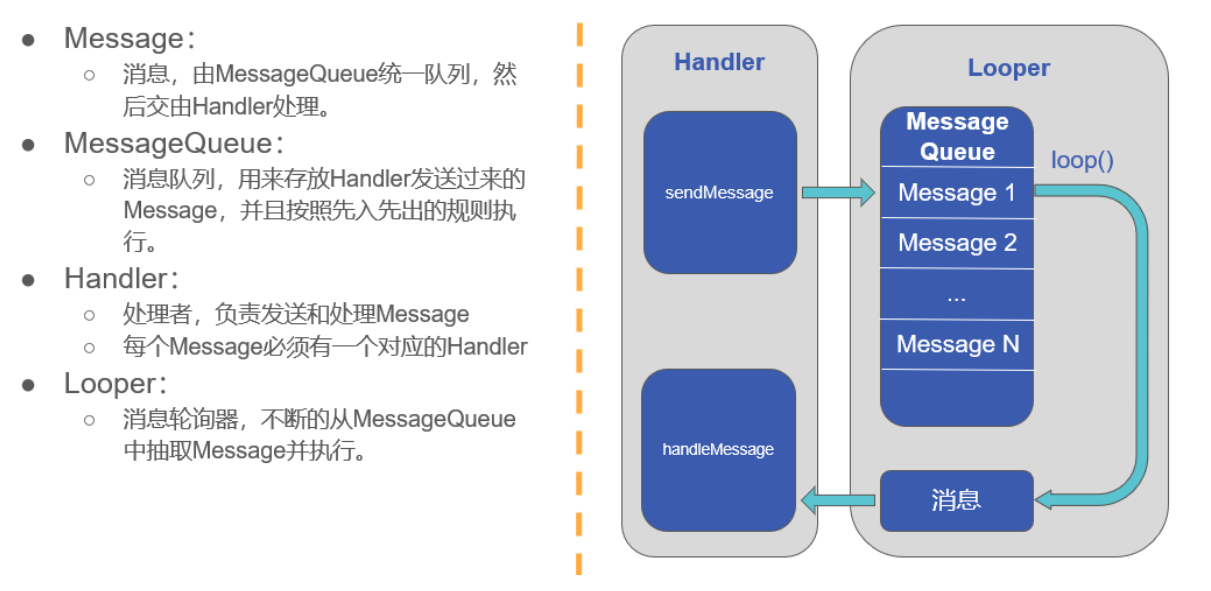 ● Message：
○ 消息，由MessageQueue统一队列，然
后交由Handler处理。
● MessageQueue：
○ 消息队列，用来存放Handler发送过来的
Message，并且按照先入先出的规则执
行。
● Handler：
○ 处理者，负责发送和处理Message
○ 每个Message必须有一个对应的Handler
● Looper：
○ 消息轮询器，不断的从MessageQueue
中抽取Message并执行。
Handler
sendMessage
handleMessage
Looper
Message
Queue
Message 1
Message 2
...
Message N
loop()
消息